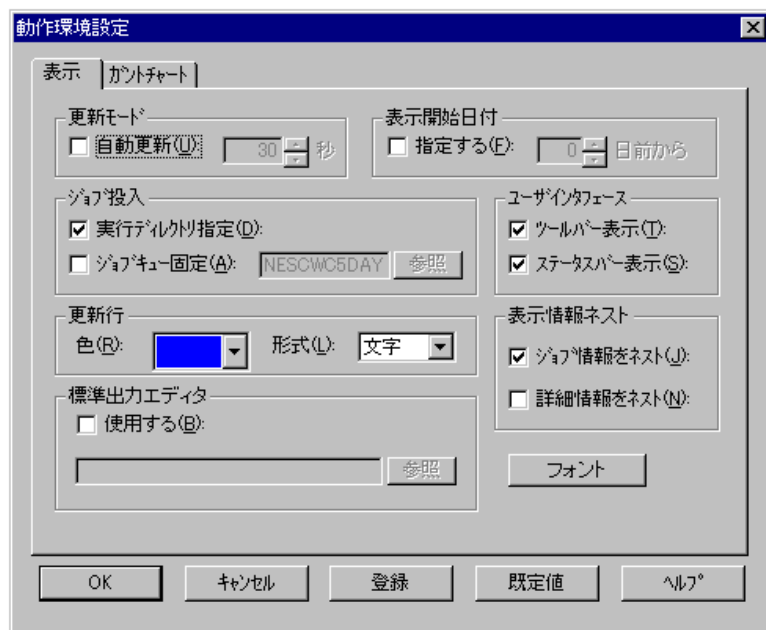 動作環境設定
表示
ガントチャート
更新モード
自動更新(U):
30
秒
表示開始日付
指定する(F):
0
日前から
ジョブ投入
実行ディレクトリ指定(D):
ジョブキュー固定(A):
NESCWC5DAY
参照
ユーザインタフェース
ツールバー表示(T):
ステータスバー表示(S):
更新行
色(R):
形式(L):
文字
表示情報ネスト
ジョブ情報をネスト(J):
詳細情報をネスト(N):
標準出力エディタ
使用する(B):
参照
フォント
OK
キャンセル
登録
既定値
ヘルプ